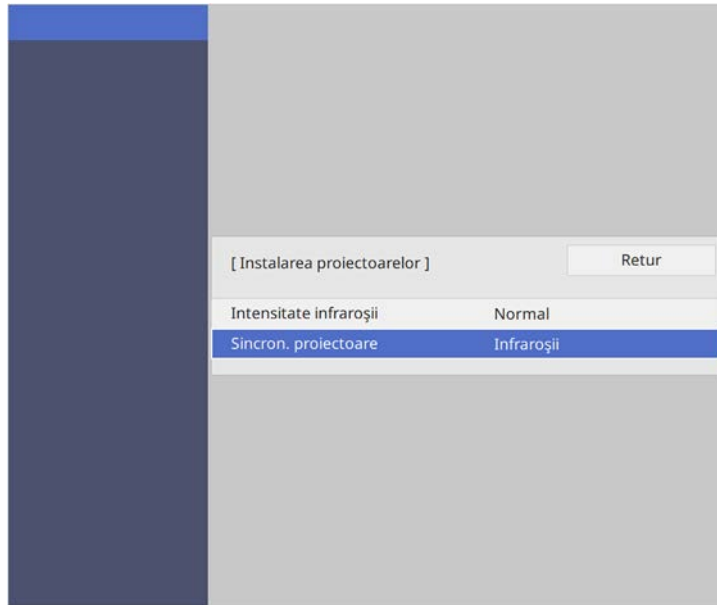 [ Instalarea proiectoarelor ] Retur
Intensitate infraroşii Normal
Sincron. proiectoare Infraroşii